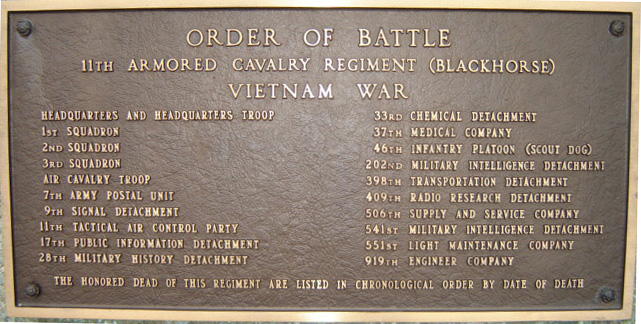 ORDER OF BATTLE
11TH ARMORED CAVALRY REGIMENT (BLACKHORSE)
VIETNAM WAR
HEADQUARTERS AND HEADQUARTERS TROOP
1ST SQUADRON
2ND SQUADRON
3RD SQUADRON
AIR CAVALRY TROOP
7TH ARMY POSTAL UNIT
9TH SIGNAL DETACHMENT
11TH TACTICAL AIR CONTROL PARTY
17TH PUBLIC INFORMATION DETACHMENT
28TH MILITARY HISTORY DETACHMENT
33RD CHEMICAL DETACHMENT
37TH MEDICAL COMPANY
46TH INFANTRY PLATOON (SCOUT DOG)
202ND MILITARY INTELLIGENCE DETACHMENT
398TH TRANSPORTATION DETACHMENT
409TH RADIO RESEARCH DETACHMENT
506TH SUPPLY AND SERVICE COMPANY
541ST MILITARY INTELLIGENCE DETACHMENT
551ST LIGHT MAINTENANCE COMPANY
919TH ENGINEER COMPANY
THE HONORED DEAD OF THIS REGIMENT ARE LISTED IN CHRONOLOGICAL ORDER BY DATE OF DEATH